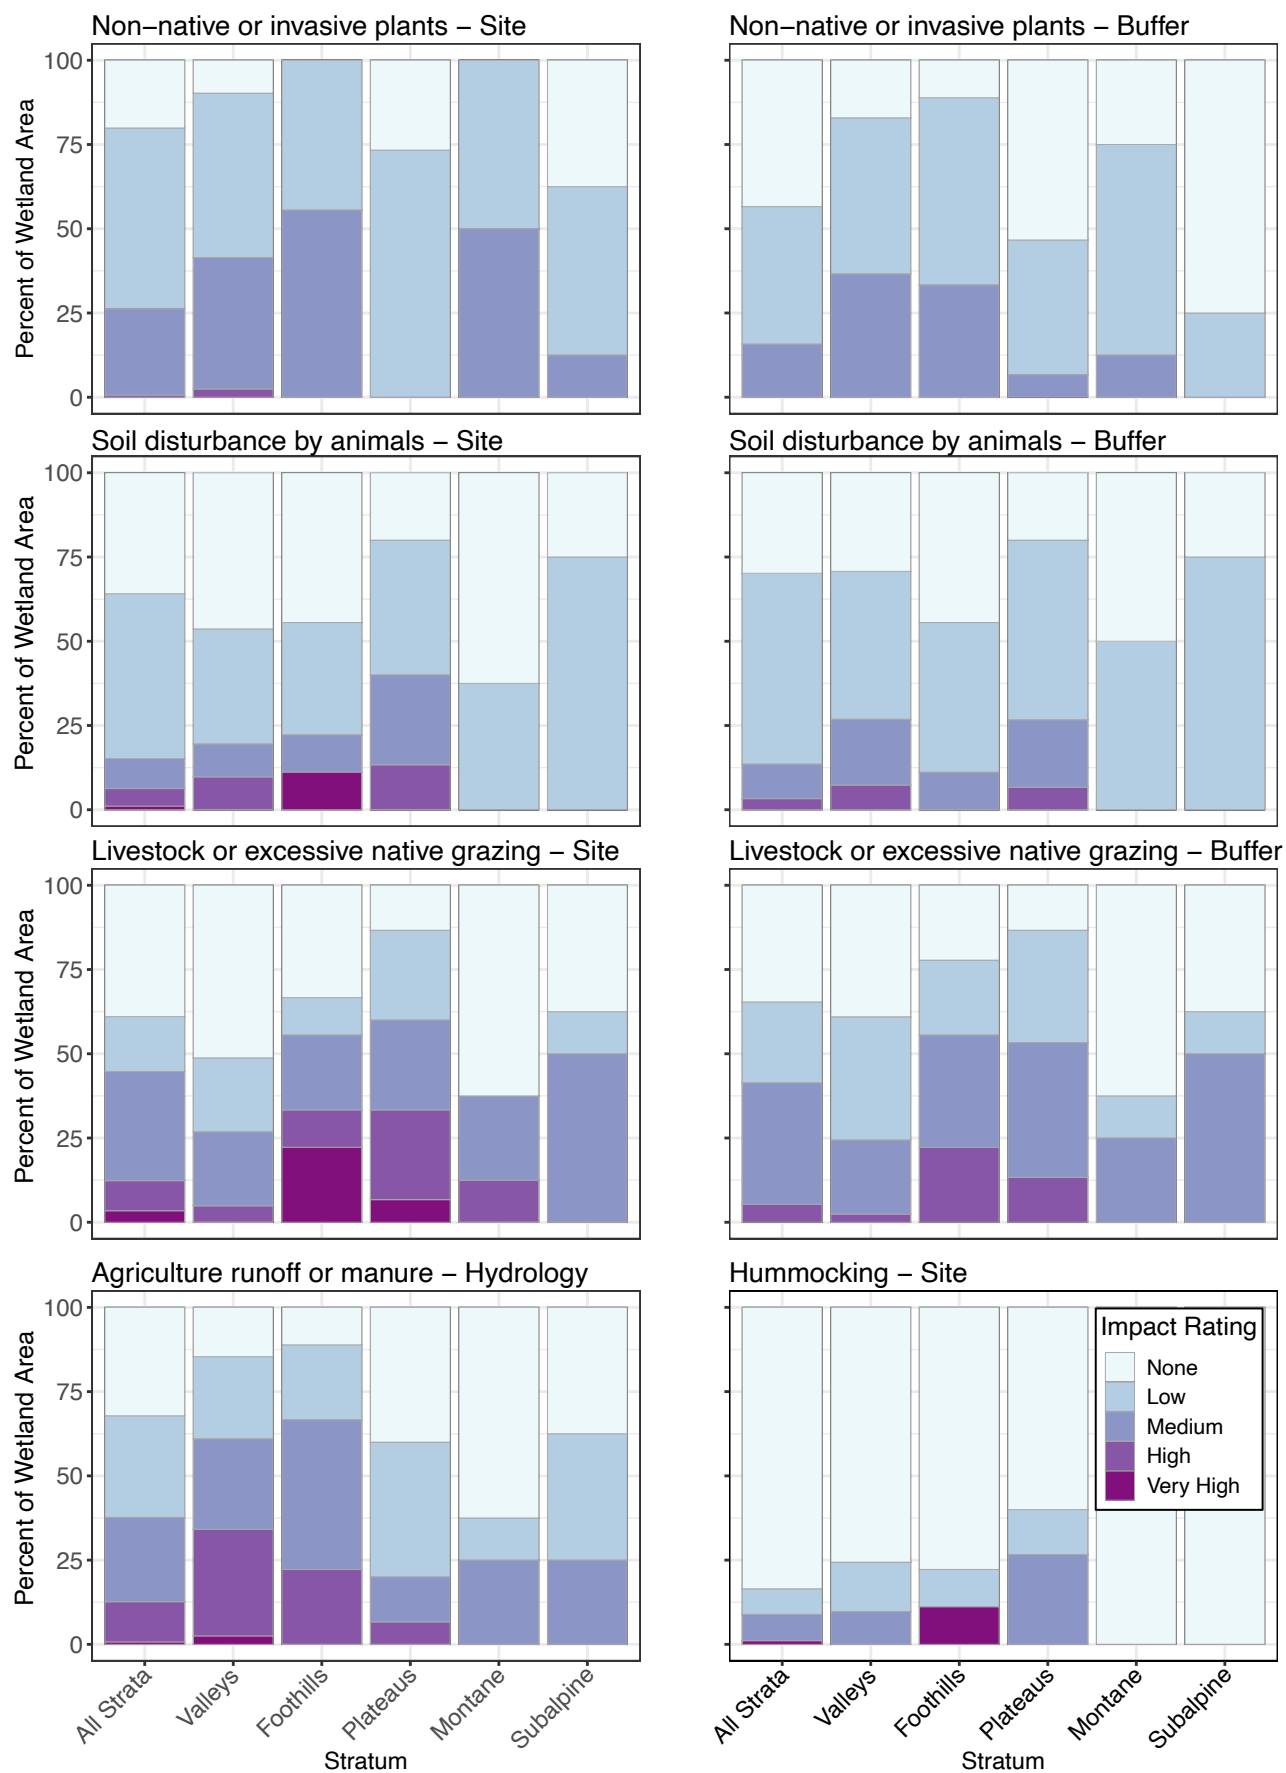 Non−native or invasive plants − Site
Non−native or invasive plants − Buffer
Percent of Wetland Area
100
75
50
25
0
Soil disturbance by animals − Site
Soil disturbance by animals − Buffer
Percent of Wetland Area
100
75
50
25
0
Livestock or excessive native grazing − Site
Livestock or excessive native grazing − Buffer
Percent of Wetland Area
100
75
50
25
0
Agriculture runoff or manure − Hydrology
Hummocking − Site
Percent of Wetland Area
100
75
50
25
0
Impact Rating
None
Low
Medium
High
Very High
All Strata
Valleys
Foothills
Plateaus
Montane
Subalpine
Stratum
All Strata
Valleys
Foothills
Plateaus
Montane
Subalpine
Stratum